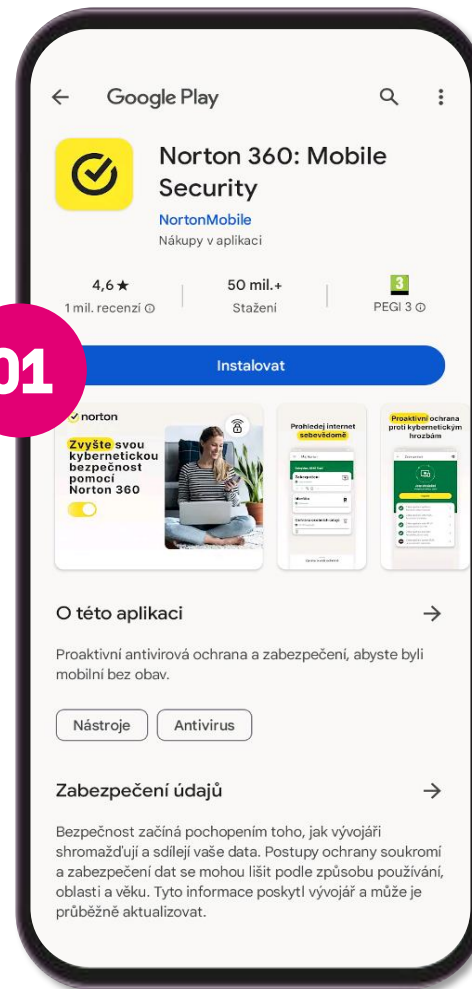 Google Play
Norton 360: Mobile
Security
NortonMobile
Nákupy v aplikaci
4,6 ★
1 mil. recenzí
50 mil.+
Stažení
3
PEGI 3
01
Instalovat
norton
Zvyšte svou
kybernetickou
bezpečnost
pomocí
Norton 360
Prohledej internet
sebevědomě
Proaktivní ochrana
proti kybernetickým
hrozbám
O této aplikaci
Proaktivní antivirová ochrana a zabezpečení, abyste byli
mobilní bez obav.
Nástroje
Antivirus
Zabezpečení údajů
Bezpečnost začíná pochopením toho, jak vývojáři
shromažďují a sdílejí vaše data. Postupy ochrany soukromí
a zabezpečení dat se mohou lišit podle způsobu používání,
oblasti a věku. Tyto informace poskytl vývojář a může je
průběžně aktualizovat.